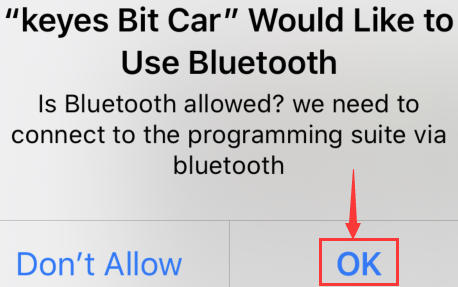 “keyes Bit Car” Would Like to
Use Bluetooth
Is Bluetooth allowed? we need to
connect to the programming suite via
bluetooth
Don’t Allow
OK